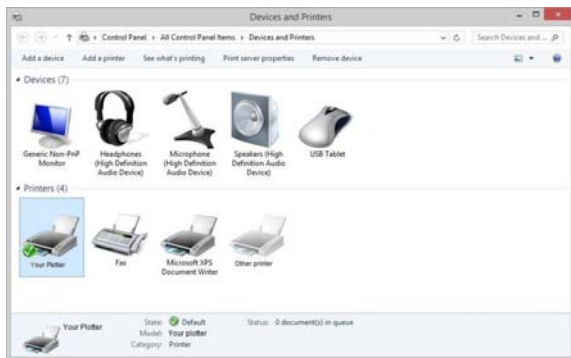 Devices and Printers
Control Panel ▸ All Control Panel Items ▸ Devices and Printers
Search Devices and ...
Add a device Add a printer See what's printing Print server properties Remove device
Devices (7)
Generic Non-PnP Monitor
Headphones (High Definition Audio Device)
Microphone (High Definition Audio Device)
Speakers (High Definition Audio Device)
USB Tablet
Printers (4)
Your Plotter
Fax
Microsoft XPS Document Writer
Other printer
Your Plotter
State: Default
Status: 0 document(s) in queue
Model: Your plotter
Category: Printer